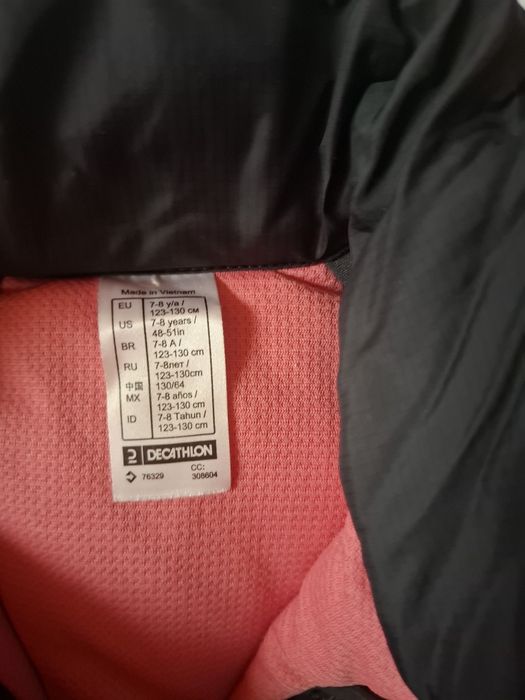 Made in Vietnam
EU 7-8 y/a /
123-130 CM
US 7-8 years /
48-51in
BR 7-8 A /
123-130 cm
RU 7-8лет /
123-130cm
中国 130/64
MX 7-8 años /
123-130 cm
ID 7-8 Tahun /
123-130 cm
DECATHLON
76329 CC:
308604